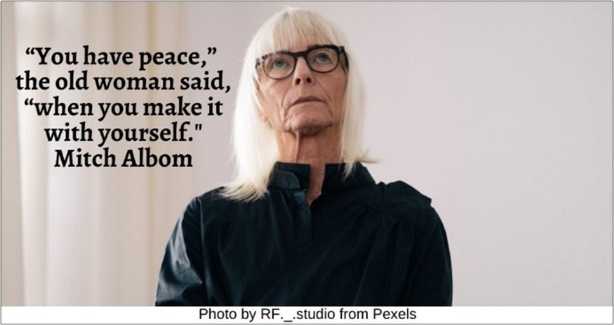 “You have peace,”
the old woman said,
“when you make it
with yourself."
Mitch Albom
Photo by RF._.studio from Pexels